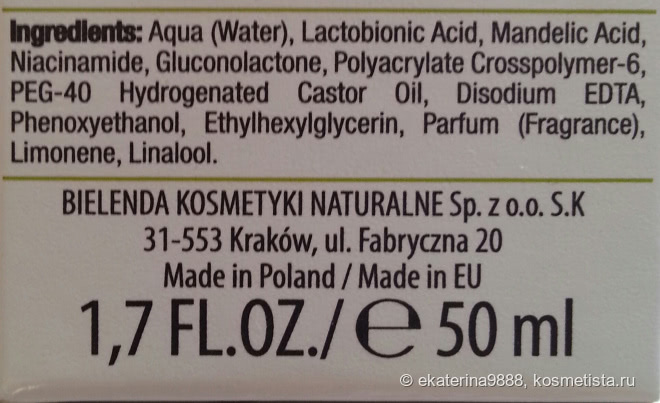 Ingredients: Aqua (Water), Lactobionic Acid, Mandelic Acid,
Niacinamide, Gluconolactone, Polyacrylate Crosspolymer-6,
PEG-40 Hydrogenated Castor Oil, Disodium EDTA,
Phenoxyethanol, Ethylhexylglycerin, Parfum (Fragrance),
Limonene, Linalool.
BIELENDA KOSMETYKI NATURALNE Sp. z o.o. S.K
31-553 Kraków, ul. Fabryczna 20
Made in Poland / Made in EU
1,7 FL.OZ./ ℮ 50 ml
© ekaterina9888, kosmetista.ru